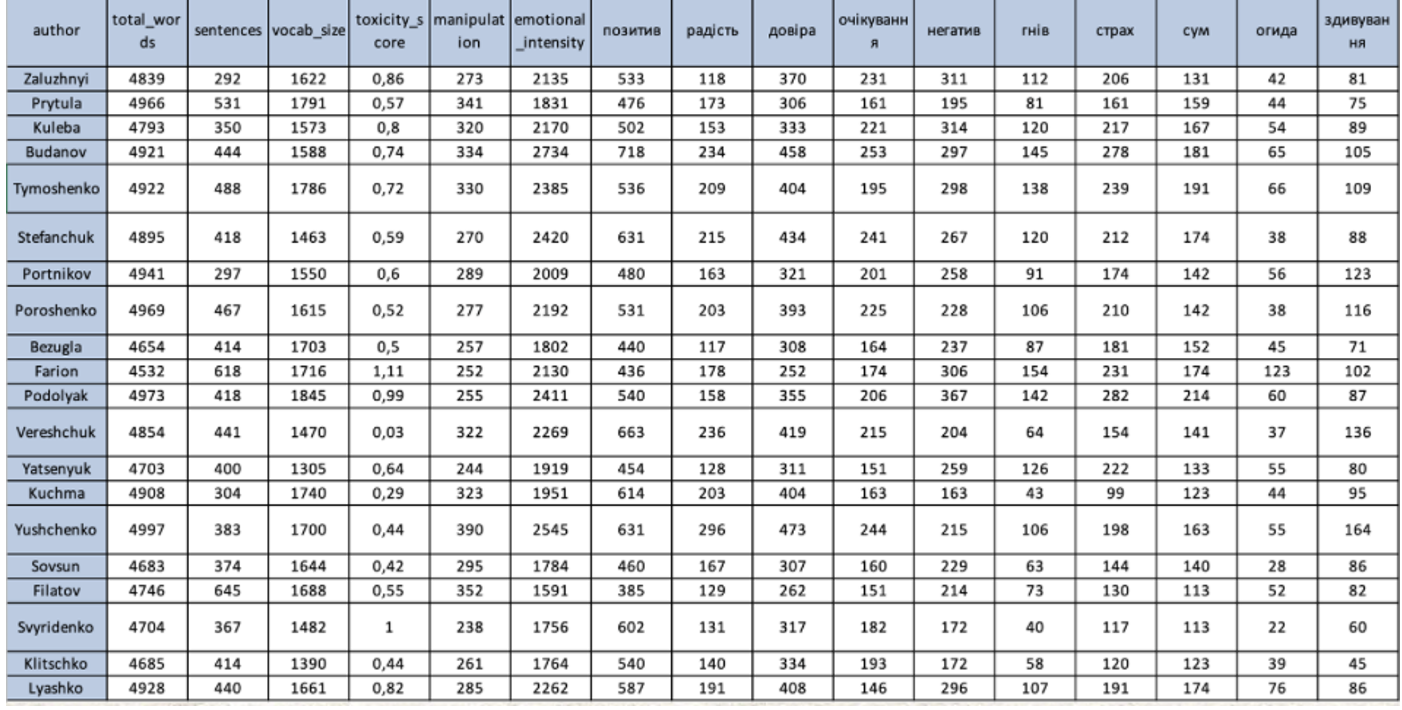 author total_wo rds sentences vocab_size toxicity_s core manipulat ion emotional _intensity позитив радість довіра очікуванн я негатив гнів страх сум огида здивуван ня
Zaluzhnyi 4839 292 1622 0,86 273 2135 533 118 370 231 311 112 206 131 42 81
Prytula 4966 531 1791 0,57 341 1831 476 173 306 161 195 81 161 159 44 75
Kuleba 4793 350 1573 0,8 320 2170 502 153 333 221 314 120 217 167 54 89
Budanov 4921 444 1588 0,74 334 2734 718 234 458 253 297 145 278 181 65 105
Tymoshenko 4922 488 1786 0,72 330 2385 536 209 404 195 298 138 239 191 66 109
Stefanchuk 4895 418 1463 0,59 270 2420 631 215 434 241 267 120 212 174 38 88
Portnikov 4941 297 1550 0,6 289 2009 480 163 321 201 258 91 174 142 56 123
Poroshenko 4969 467 1615 0,52 277 2192 531 203 393 225 228 106 210 142 38 116
Bezugla 4654 414 1703 0,5 257 1802 440 117 308 164 237 87 181 152 45 71
Farion 4532 618 1716 1,11 252 2130 436 178 252 174 306 154 231 174 123 102
Podolyak 4973 418 1845 0,99 255 2411 540 158 355 206 367 142 282 214 60 87
Vereshchuk 4854 441 1470 0,03 322 2269 663 236 419 215 204 64 154 141 37 136
Yatsenyuk 4703 400 1305 0,64 244 1919 454 128 311 151 259 126 222 133 55 80
Kuchma 4908 304 1740 0,29 323 1951 614 203 404 163 163 43 99 123 44 95
Yushchenko 4997 383 1700 0,44 390 2545 631 296 473 244 215 106 198 163 55 164
Sovsun 4683 374 1644 0,42 295 1784 460 167 307 160 229 63 144 140 28 86
Filatov 4746 645 1688 0,55 352 1591 385 129 262 151 214 73 130 113 52 82
Svyridenko 4704 367 1482 1 238 1756 602 131 317 182 172 40 117 113 22 60
Klitschko 4685 414 1390 0,44 261 1764 540 140 334 193 172 58 120 123 39 45
Lyashko 4928 440 1661 0,82 285 2262 587 191 408 146 296 107 191 174 76 86